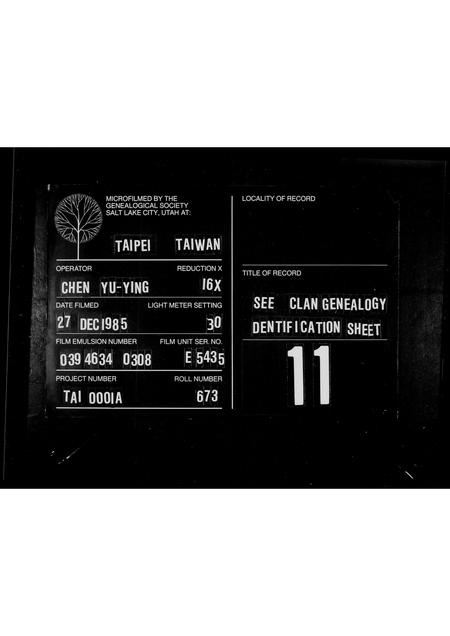 MICROFILMED BY THE
GENEALOGICAL SOCIETY
SALT LAKE CITY, UTAH AT:
TAIPEI TAIWAN
OPERATOR REDUCTION X
CHEN YU-YING 16X
DATE FILMED LIGHT METER SETTING
27 DEC 1985 30
FILM EMULSION NUMBER FILM UNIT SER. NO.
039 4634 0308 E 5435
PROJECT NUMBER ROLL NUMBER
TAI 0001A 673
LOCALITY OF RECORD
TITLE OF RECORD
SEE CLAN GENEALOGY
DENTIFICATION SHEET
11